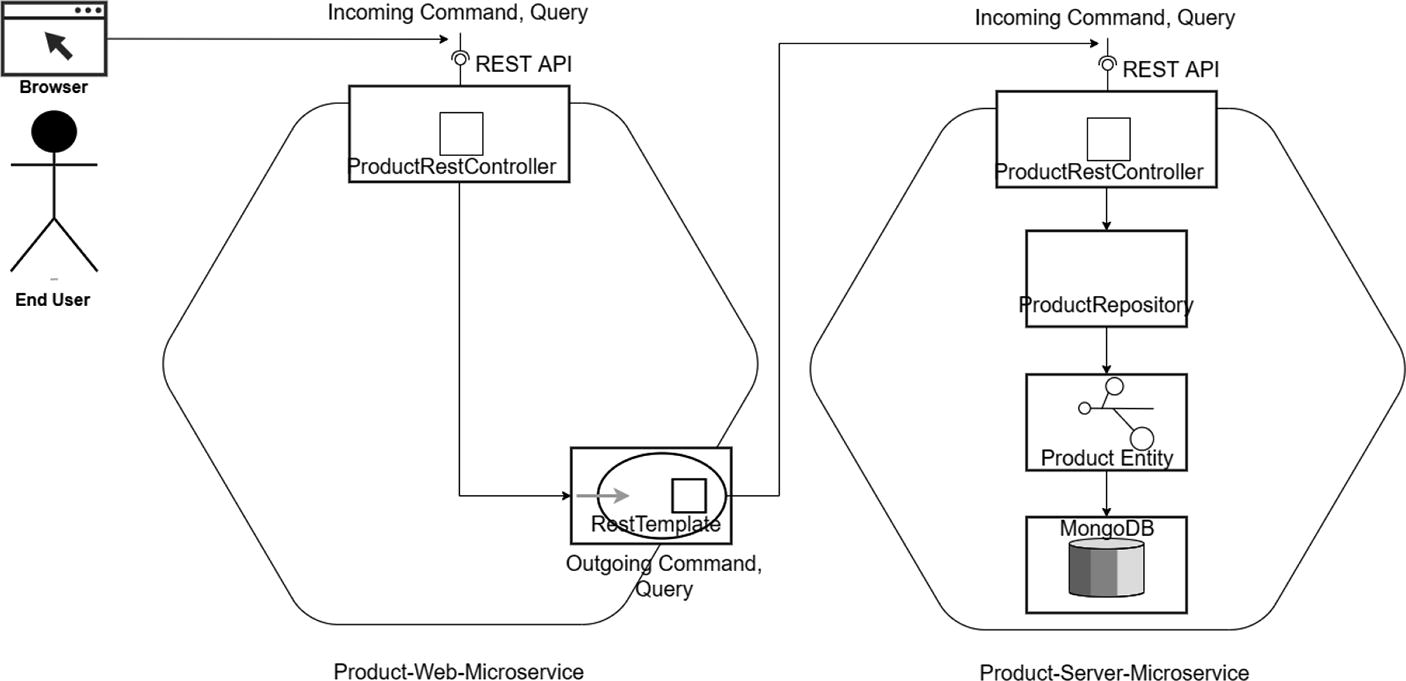 Browser
End User
Incoming Command, Query
REST API
ProductRestController
RestTemplate
Outgoing Command,
Query
Product-Web-Microservice
Incoming Command, Query
REST API
ProductRestController
ProductRepository
Product Entity
MongoDB
Product-Server-Microservice